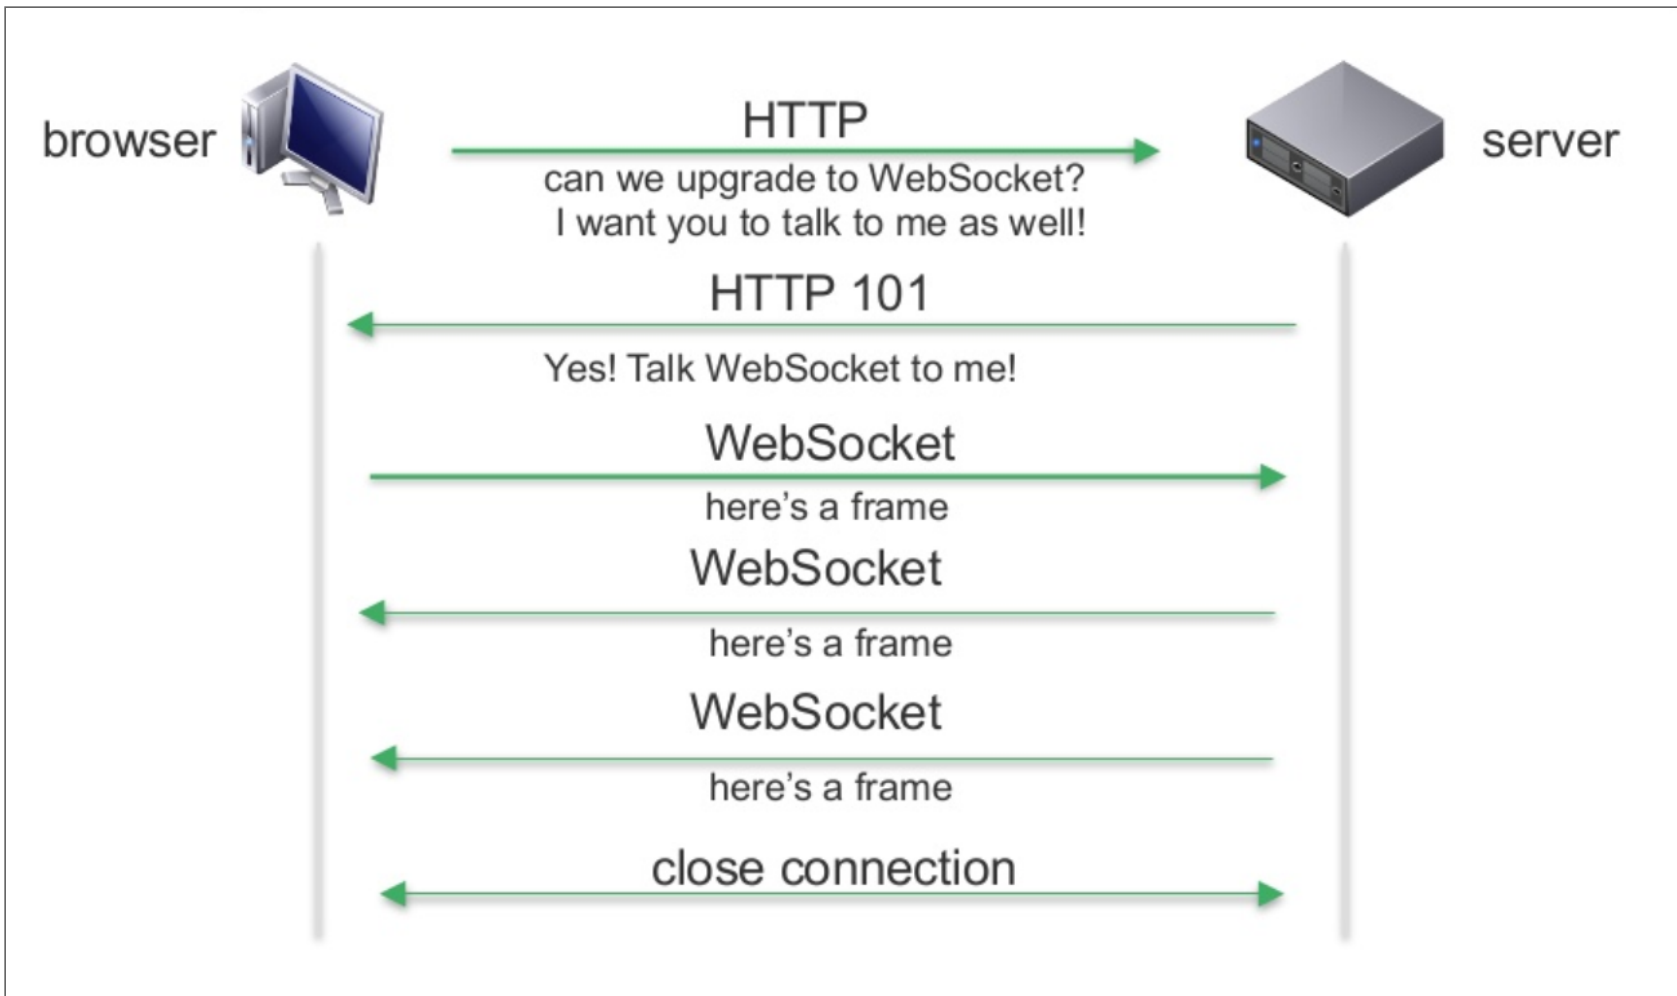 browser
server
HTTP
can we upgrade to WebSocket?
I want you to talk to me as well!
HTTP 101
Yes! Talk WebSocket to me!
WebSocket
here’s a frame
WebSocket
here’s a frame
WebSocket
here’s a frame
close connection